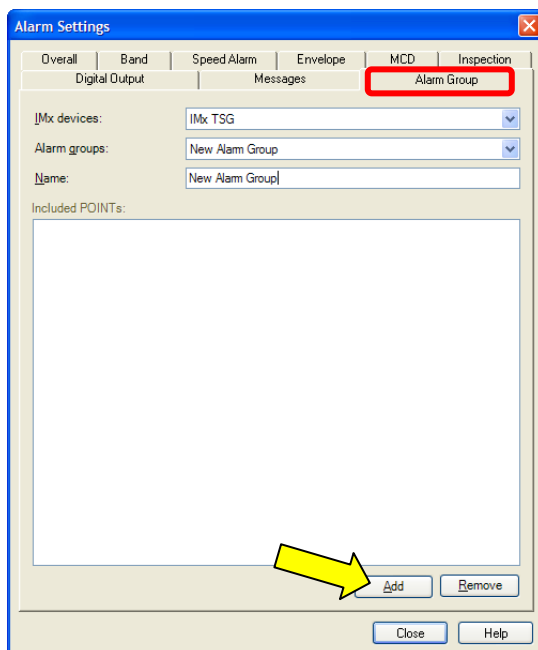 Alarm Settings
Overall Band Speed Alarm Envelope MCD Inspection
Digital Output Messages Alarm Group
IMx devices: IMx TSG
Alarm groups: New Alarm Group
Name: New Alarm Group
Included POINTs:
Add Remove
Close Help